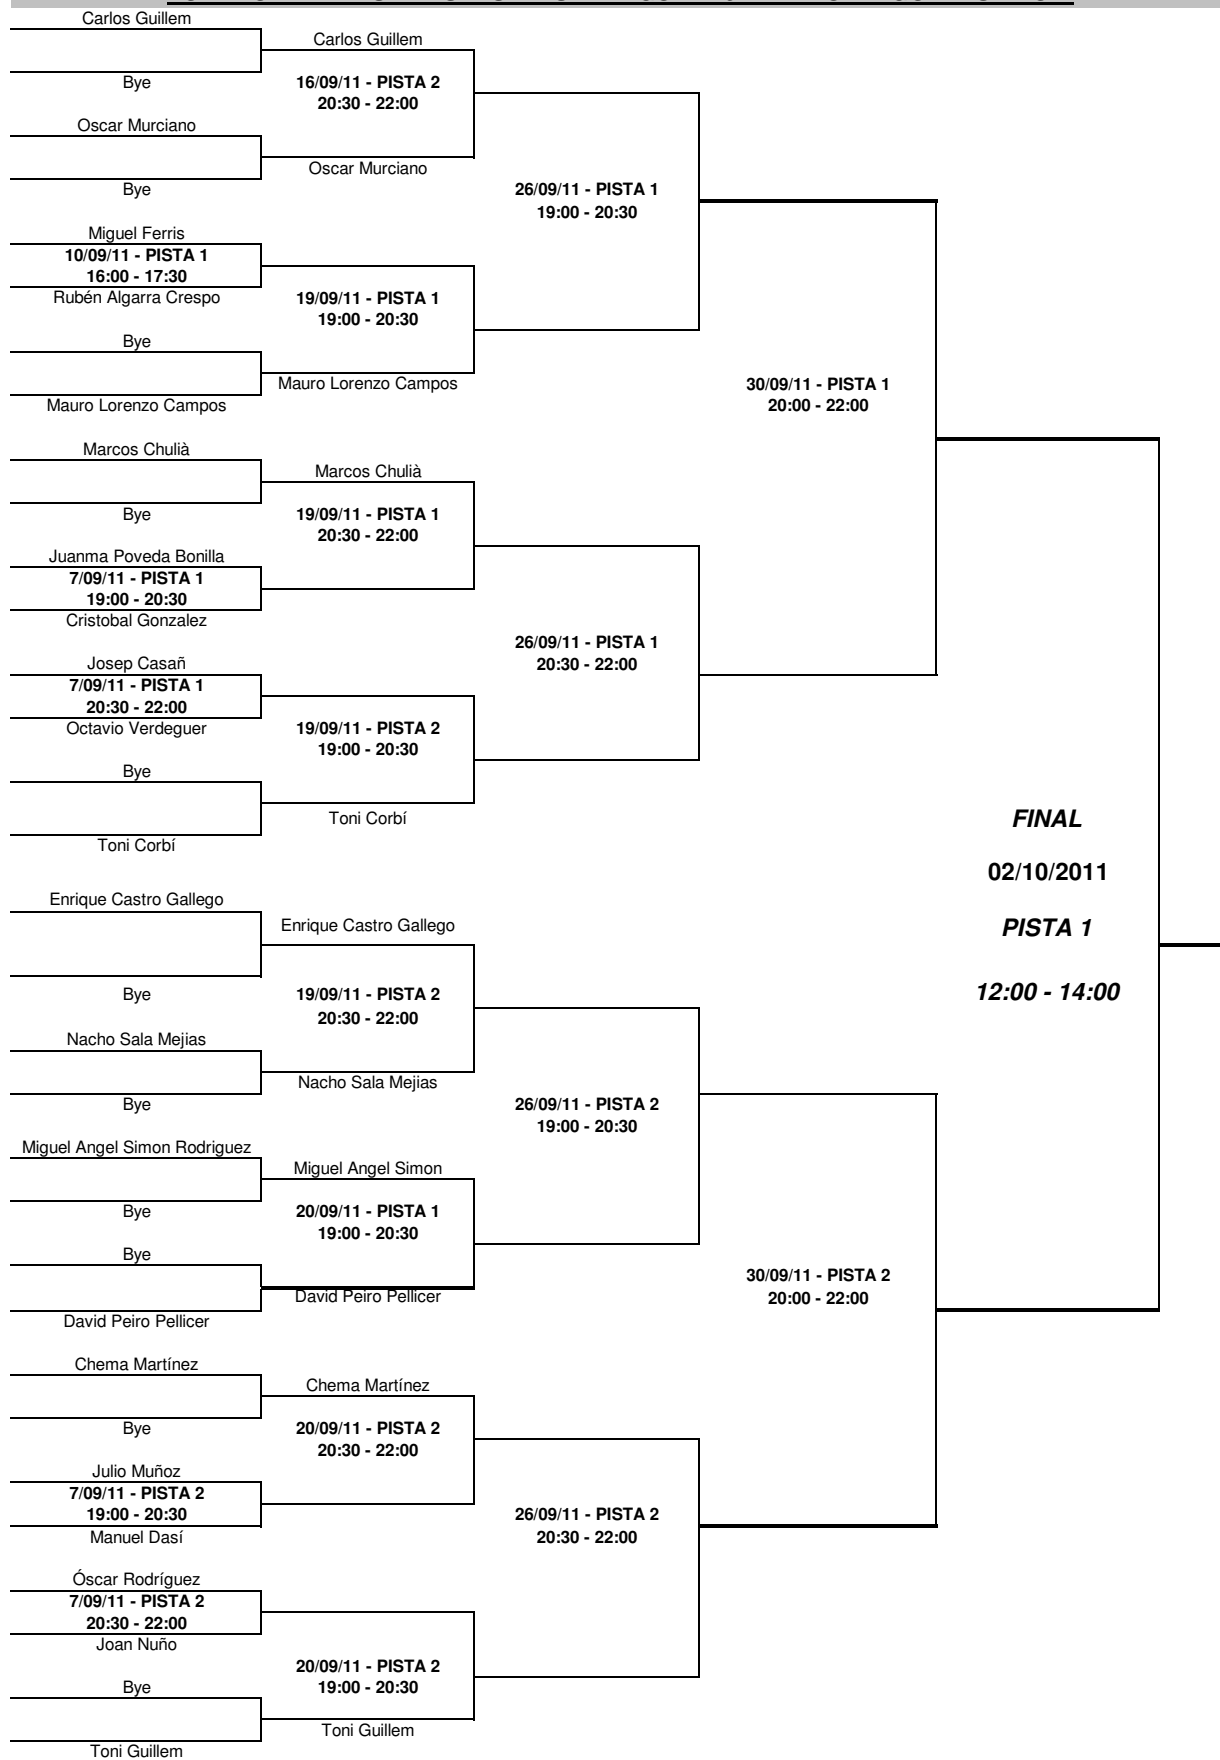 Carlos Guillem
Bye
Oscar Murciano
Bye
Miguel Ferris
10/09/11 - PISTA 1
16:00 - 17:30
Rubén Algarra Crespo
Bye
Mauro Lorenzo Campos
Marcos Chulià
Bye
Juanma Poveda Bonilla
7/09/11 - PISTA 1
19:00 - 20:30
Cristobal Gonzalez
Josep Casañ
7/09/11 - PISTA 1
20:30 - 22:00
Octavio Verdeguer
Bye
Toni Corbí
Enrique Castro Gallego
Bye
Nacho Sala Mejias
Bye
Miguel Angel Simon Rodriguez
Bye
Bye
David Peiro Pellicer
Chema Martínez
Bye
Julio Muñoz
7/09/11 - PISTA 2
19:00 - 20:30
Manuel Dasí
Óscar Rodríguez
7/09/11 - PISTA 2
20:30 - 22:00
Joan Nuño
Bye
Toni Guillem
Carlos Guillem
16/09/11 - PISTA 2
20:30 - 22:00
Oscar Murciano
19/09/11 - PISTA 1
19:00 - 20:30
Mauro Lorenzo Campos
Marcos Chulià
19/09/11 - PISTA 1
20:30 - 22:00
19/09/11 - PISTA 2
19:00 - 20:30
Toni Corbí
Enrique Castro Gallego
19/09/11 - PISTA 2
20:30 - 22:00
Nacho Sala Mejias
Miguel Angel Simon
20/09/11 - PISTA 1
19:00 - 20:30
David Peiro Pellicer
Chema Martínez
20/09/11 - PISTA 2
20:30 - 22:00
20/09/11 - PISTA 2
19:00 - 20:30
Toni Guillem
26/09/11 - PISTA 1
19:00 - 20:30
26/09/11 - PISTA 1
20:30 - 22:00
26/09/11 - PISTA 2
19:00 - 20:30
26/09/11 - PISTA 2
20:30 - 22:00
30/09/11 - PISTA 1
20:00 - 22:00
30/09/11 - PISTA 2
20:00 - 22:00
FINAL
02/10/2011
PISTA 1
12:00 - 14:00